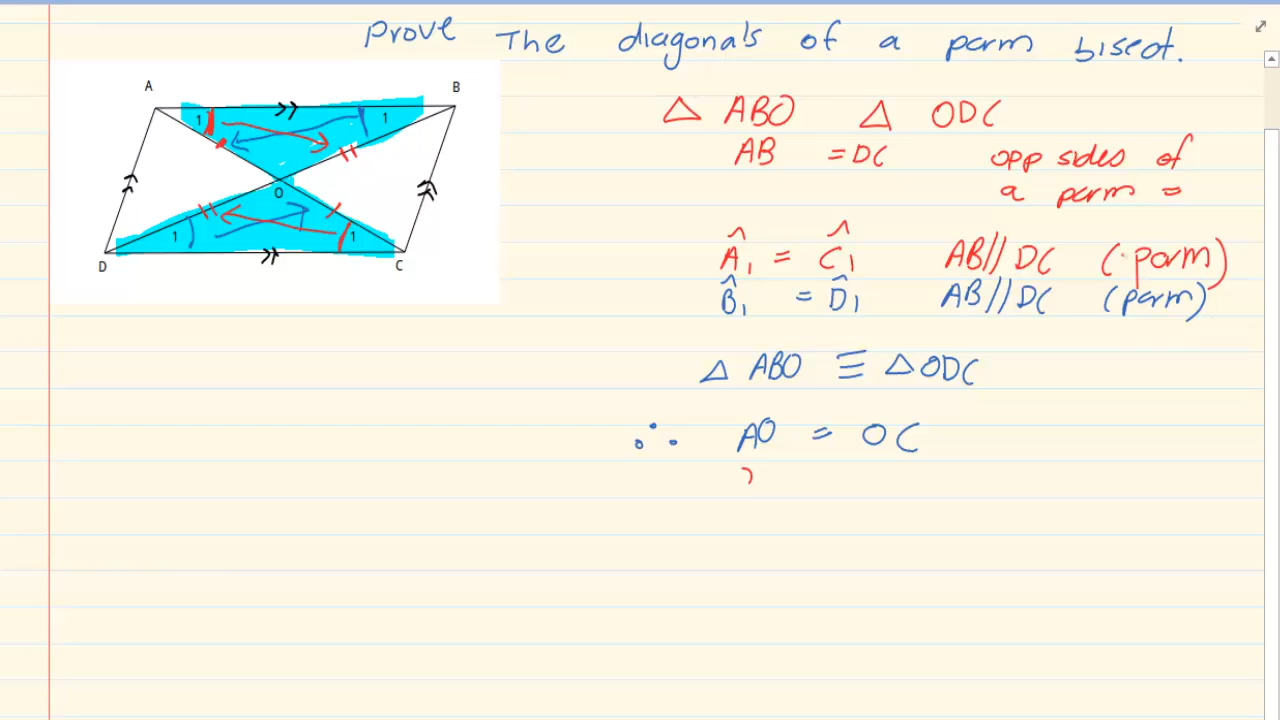 Prove The diagonals of a parm bisect.
A B
1 1
O
1 1
D C
△ ABO △ ODC
AB = DC opp sides of
a parm =
Â₁ = Ĉ₁ AB//DC (parm)
B̂₁ = D̂₁ AB//DC (parm)
△ ABO ≡ △ODC
∴ AO = OC